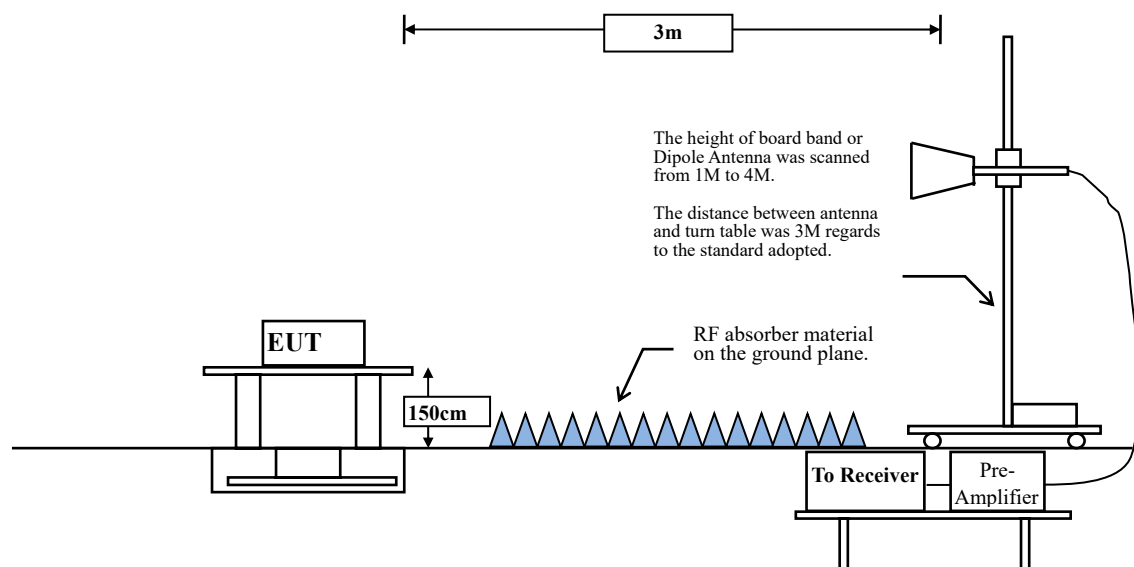 3m
The height of board band or
Dipole Antenna was scanned
from 1M to 4M.
The distance between antenna
and turn table was 3M regards
to the standard adopted.
EUT
RF absorber material
on the ground plane.
150cm
To Receiver
Pre-
Amplifier